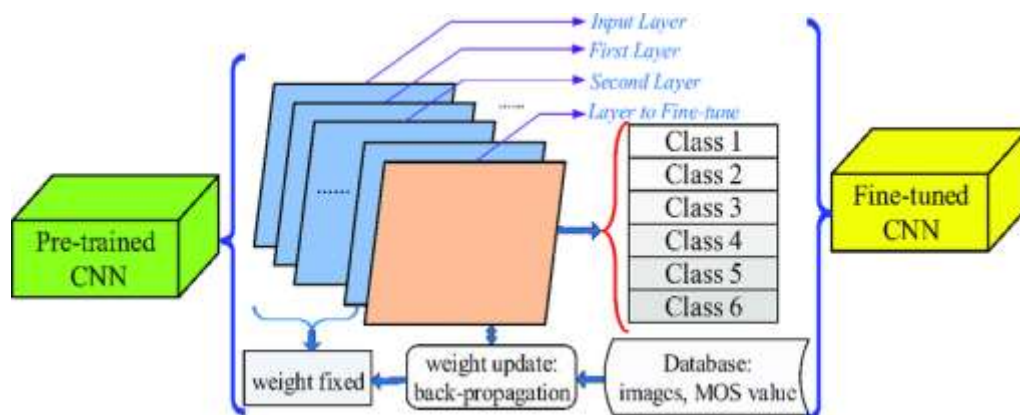 Input Layer
First Layer
Second Layer
......
Layer to Fine-tune
Class 1
Class 2
Class 3
Class 4
Class 5
Class 6
......
Pre-trained
CNN
Fine-tuned
CNN
weight fixed
weight update:
back-propagation
Database:
images, MOS value